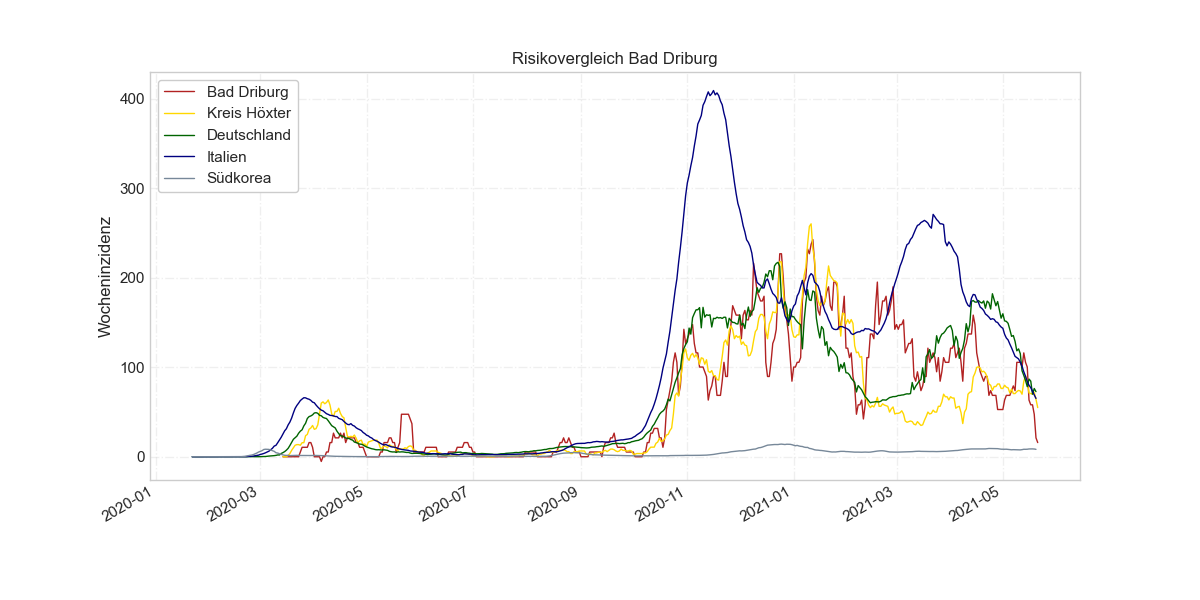 Risikovergleich Bad Driburg
Wocheninzidenz
400
300
200
100
0
Bad Driburg
Kreis Höxter
Deutschland
Italien
Südkorea
2020-01
2020-03
2020-05
2020-07
2020-09
2020-11
2021-01
2021-03
2021-05